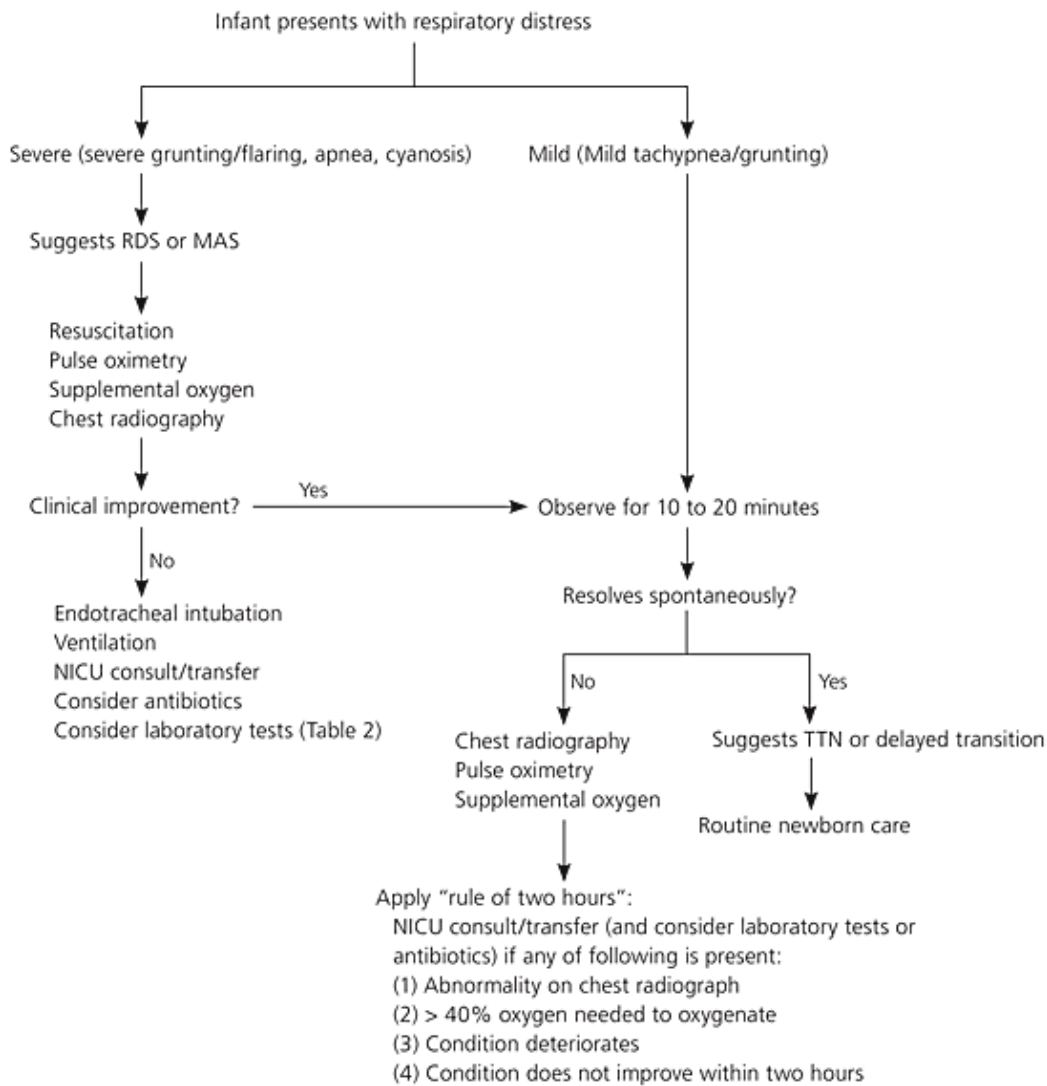 Infant presents with respiratory distress
Severe (severe grunting/flaring, apnea, cyanosis)
Mild (Mild tachypnea/grunting)
Suggests RDS or MAS
Resuscitation
Pulse oximetry
Supplemental oxygen
Chest radiography
Clinical improvement?
Yes
Observe for 10 to 20 minutes
No
Endotracheal intubation
Ventilation
NICU consult/transfer
Consider antibiotics
Consider laboratory tests (Table 2)
Resolves spontaneously?
No
Yes
Chest radiography
Pulse oximetry
Supplemental oxygen
Suggests TTN or delayed transition
Routine newborn care
Apply “rule of two hours”:
NICU consult/transfer (and consider laboratory tests or
antibiotics) if any of following is present:
(1) Abnormality on chest radiograph
(2) > 40% oxygen needed to oxygenate
(3) Condition deteriorates
(4) Condition does not improve within two hours